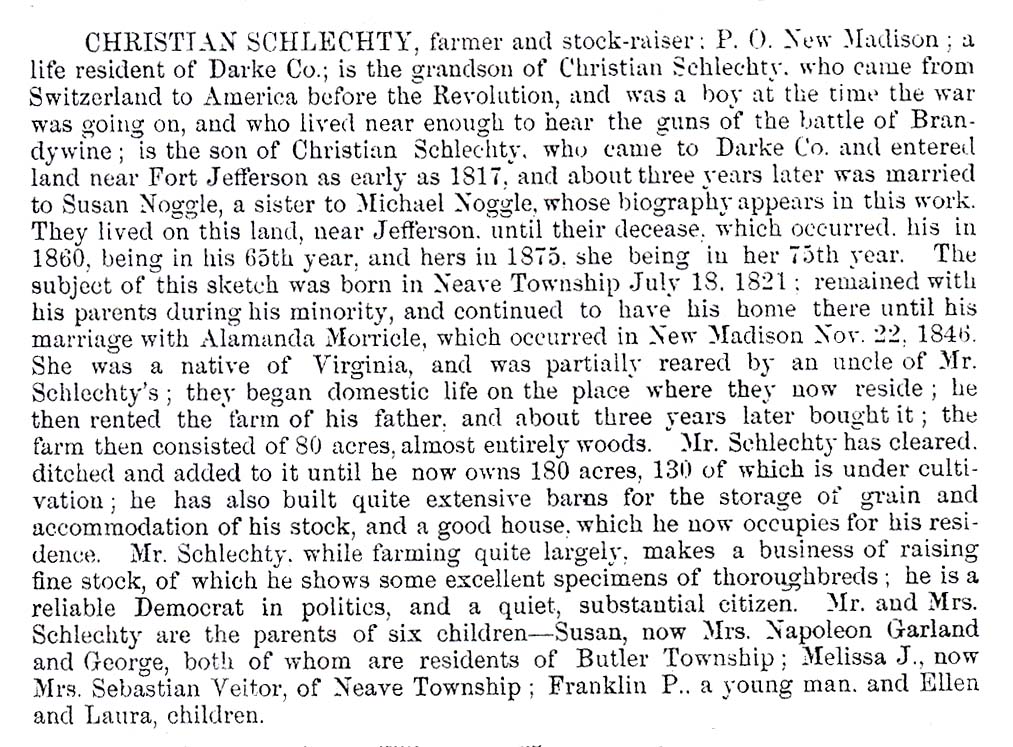 CHRISTIAN SCHLECHTY, farmer and stock-raiser; P. O. New Madison; a
life resident of Darke Co.; is the grandson of Christian Schlechty, who came from
Switzerland to America before the Revolution, and was a boy at the time the war
was going on, and who lived near enough to hear the guns of the battle of Bran-
dywine; is the son of Christian Schlechty, who came to Darke Co. and entered
land near Fort Jefferson as early as 1817, and about three years later was married
to Susan Noggle, a sister to Michael Noggle, whose biography appears in this work.
They lived on this land, near Jefferson, until their decease, which occurred, his in
1860, being in his 65th year, and hers in 1875, she being in her 75th year. The
subject of this sketch was born in Neave Township July 18, 1821; remained with
his parents during his minority, and continued to have his home there until his
marriage with Alamanda Morricle, which occurred in New Madison Nov. 22, 1846.
She was a native of Virginia, and was partially reared by an uncle of Mr.
Schlechty's; they began domestic life on the place where they now reside; he
then rented the farm of his father, and about three years later bought it; the
farm then consisted of 80 acres, almost entirely woods. Mr. Schlechty has cleared,
ditched and added to it until he now owns 180 acres, 130 of which is under culti-
vation; he has also built quite extensive barns for the storage of grain and
accommodation of his stock, and a good house, which he now occupies for his resi-
dence. Mr. Schlechty, while farming quite largely, makes a business of raising
fine stock, of which he shows some excellent specimens of thoroughbreds; he is a
reliable Democrat in politics, and a quiet, substantial citizen. Mr. and Mrs.
Schlechty are the parents of six children—Susan, now Mrs. Napoleon Garland
and George, both of whom are residents of Butler Township; Melissa J., now
Mrs. Sebastian Veitor, of Neave Township; Franklin P., a young man, and Ellen
and Laura, children.